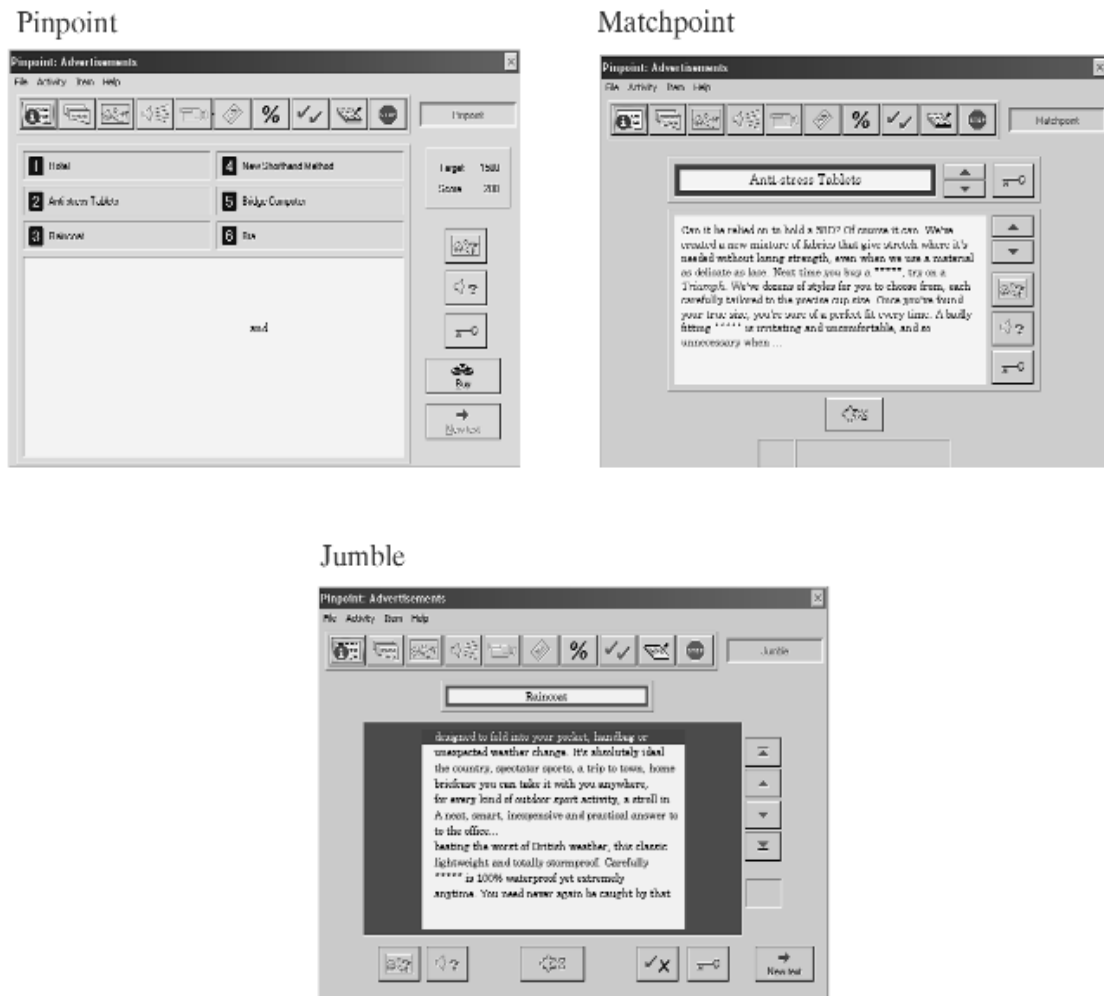 Pinpoint
Pinpoint: Advertisements
File Activity Item Help
% STOP Pinpoint
1 Hotel
4 New Shorthand Method
2 Anti-stress Tablets
5 Bridge Computer
3 Raincoat
6 Bra
Target 1500
Score 200
and
Buy
New text
Matchpoint
Pinpoint: Advertisements
File Activity Item Help
% STOP Matchpoint
Anti-stress Tablets
Can it be relied on to hold a 38D? Of course it can. We've
created a new mixture of fabrics that give stretch where it's
needed without losing strength, even when we use a material
as delicate as lace. Next time you buy a *****, try on a
Triumph. We've dozens of styles for you to choose from, each
carefully tailored to the precise cup size. Once you've found
your true size, you're sure of a perfect fit every time. A badly
fitting ***** is irritating and uncomfortable, and so
unnecessary when ...
Jumble
Pinpoint: Advertisements
File Activity Item Help
% STOP Jumble
Raincoat
designed to fold into your pocket, handbag or
unexpected weather change. It's absolutely ideal
the country, spectator sports, a trip to town, home
briefcase you can take it with you anywhere,
for every kind of outdoor sport activity, a stroll in
A neat, smart, inexpensive and practical answer to
to the office...
beating the worst of British weather, this classic
lightweight and totally stormproof. Carefully
***** is 100% waterproof yet extremely
anytime. You need never again be caught by that
New text